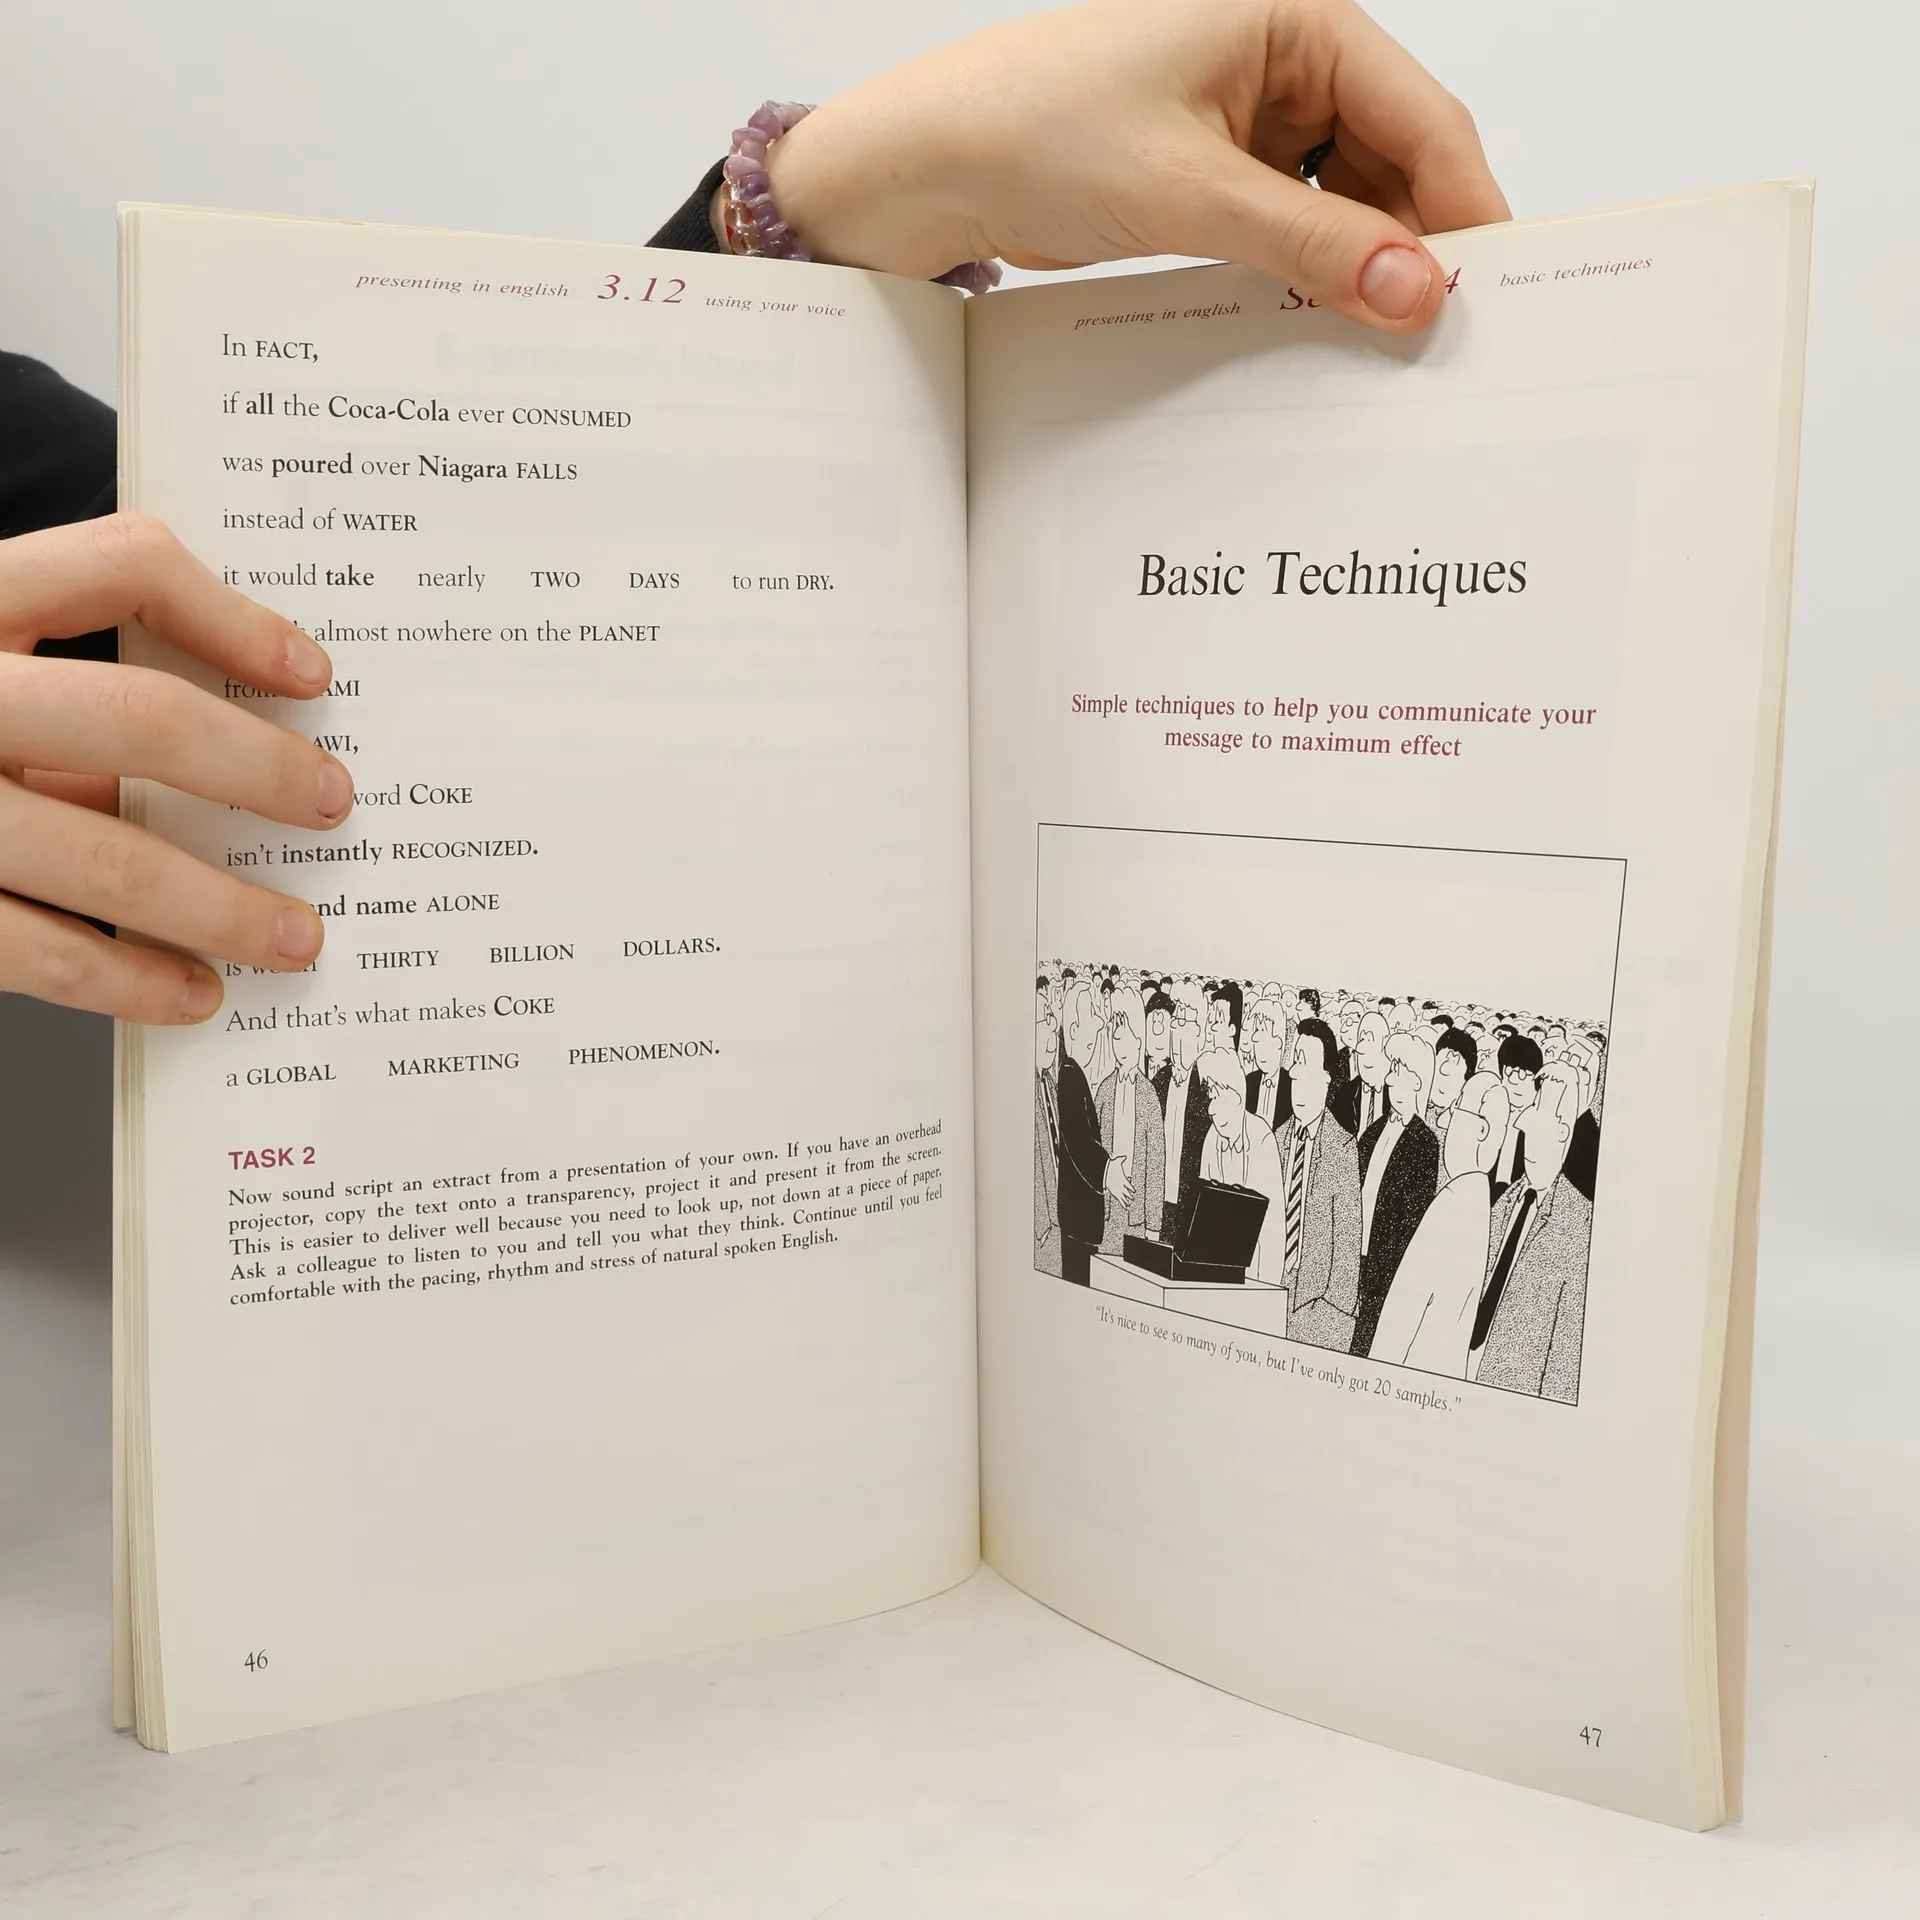 presenting in english 3.12 using your voice
In FACT,
if all the Coca-Cola ever CONSUMED
was poured over Niagara FALLS
instead of WATER
it would take nearly TWO DAYS to run DRY.
almost nowhere on the PLANET
from
word COKE
isn't instantly RECOGNIZED.
name ALONE
is THIRTY BILLION DOLLARS.
And that's what makes COKE
a GLOBAL MARKETING PHENOMENON.
TASK 2
Now sound script an extract from a presentation of your own. If you have an overhead
projector, copy the text onto a transparency, project it and present it from the screen.
This is easier to deliver well because you need to look up, not down at a piece of paper.
Ask a colleague to listen to you and tell you what they think. Continue until you feel
comfortable with the pacing, rhythm and stress of natural spoken English.
46
presenting in english 4 basic techniques
Basic Techniques
Simple techniques to help you communicate your
message to maximum effect
"It's nice to see so many of you, but I've only got 20 samples."
47